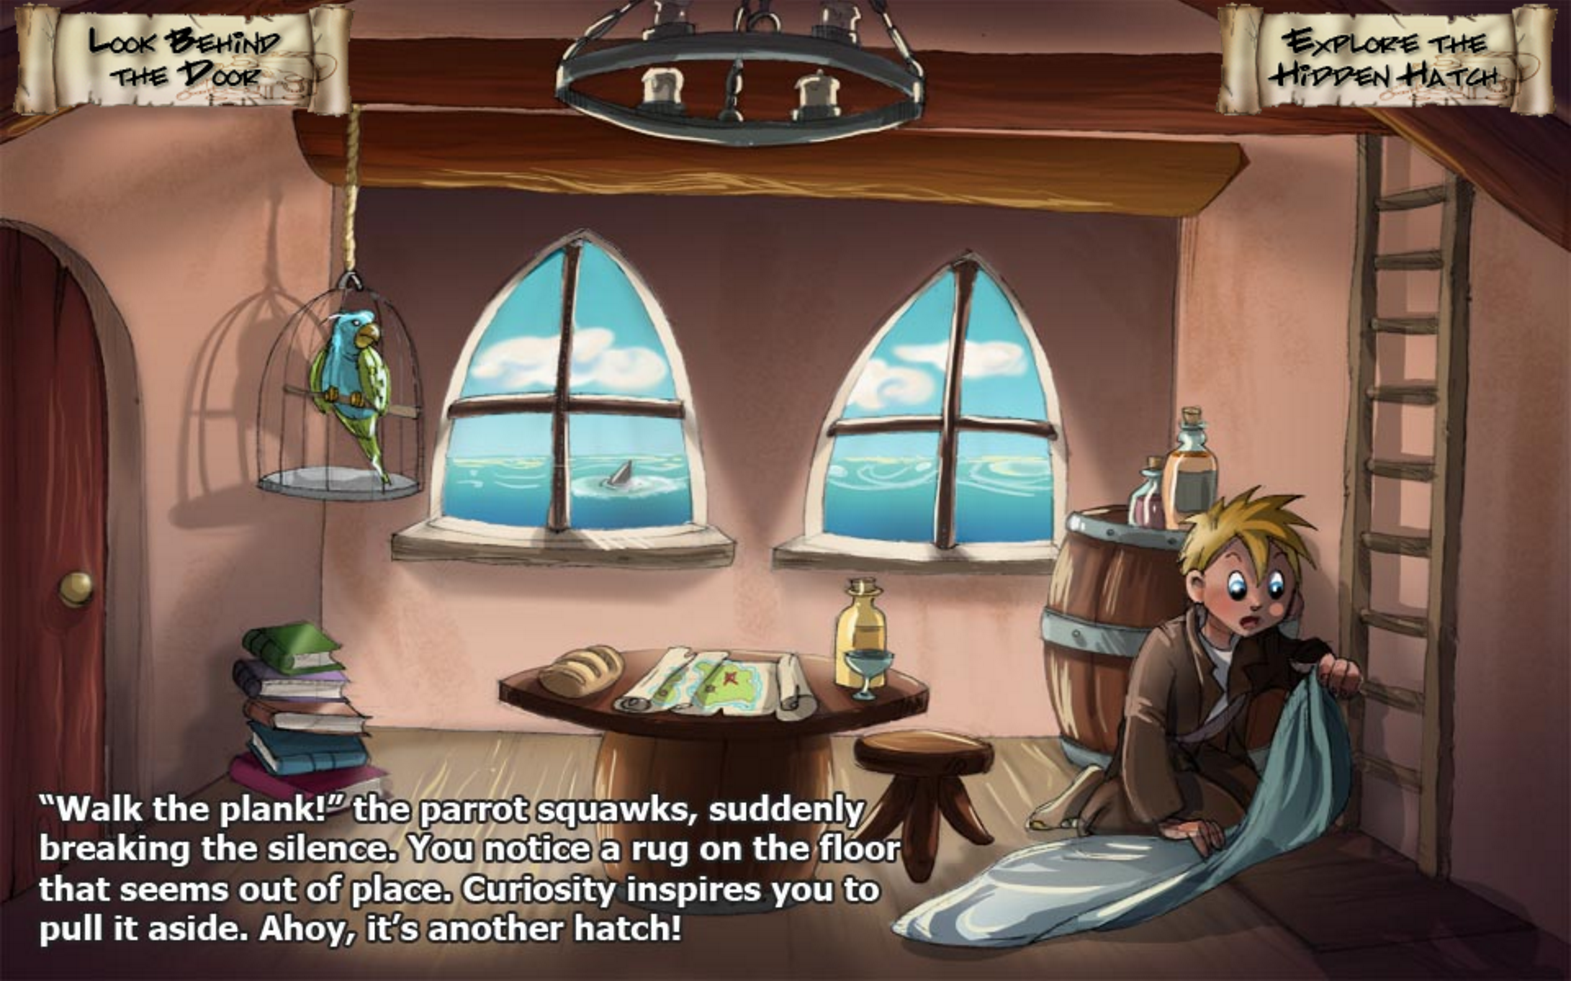 Look Behind
the Door
Explore the
Hidden Hatch
“Walk the plank!” the parrot squawks, suddenly
breaking the silence. You notice a rug on the floor
that seems out of place. Curiosity inspires you to
pull it aside. Ahoy, it’s another hatch!